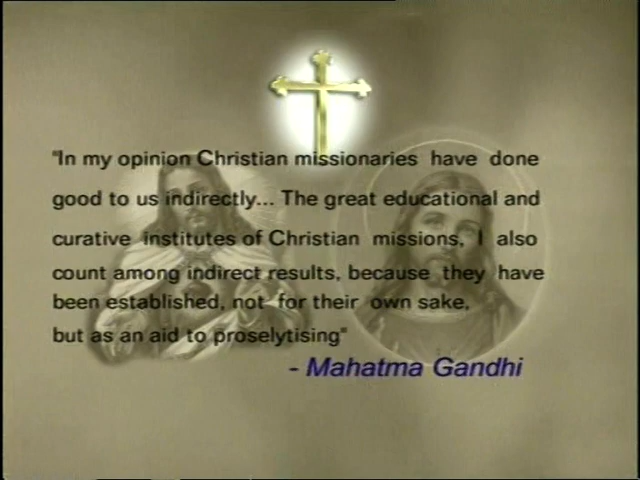 "In my opinion Christian missionaries have done
good to us indirectly... The great educational and
curative institutes of Christian missions, I also
count among indirect results, because they have
been established, not for their own sake,
but as an aid to proselytising"
- Mahatma Gandhi